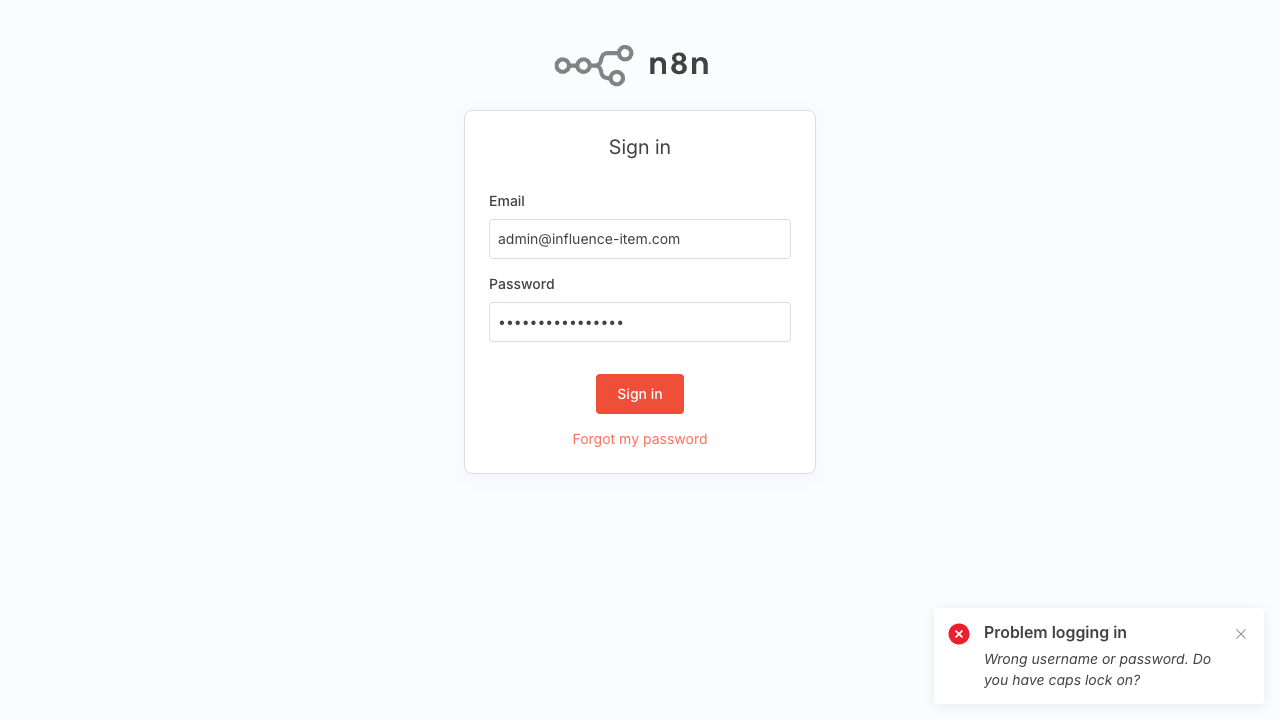 n8n
Sign in
Email
admin@influence-item.com
Password
••••••••••••••••
Sign in
Forgot my password
Problem logging in
Wrong username or password. Do
you have caps lock on?